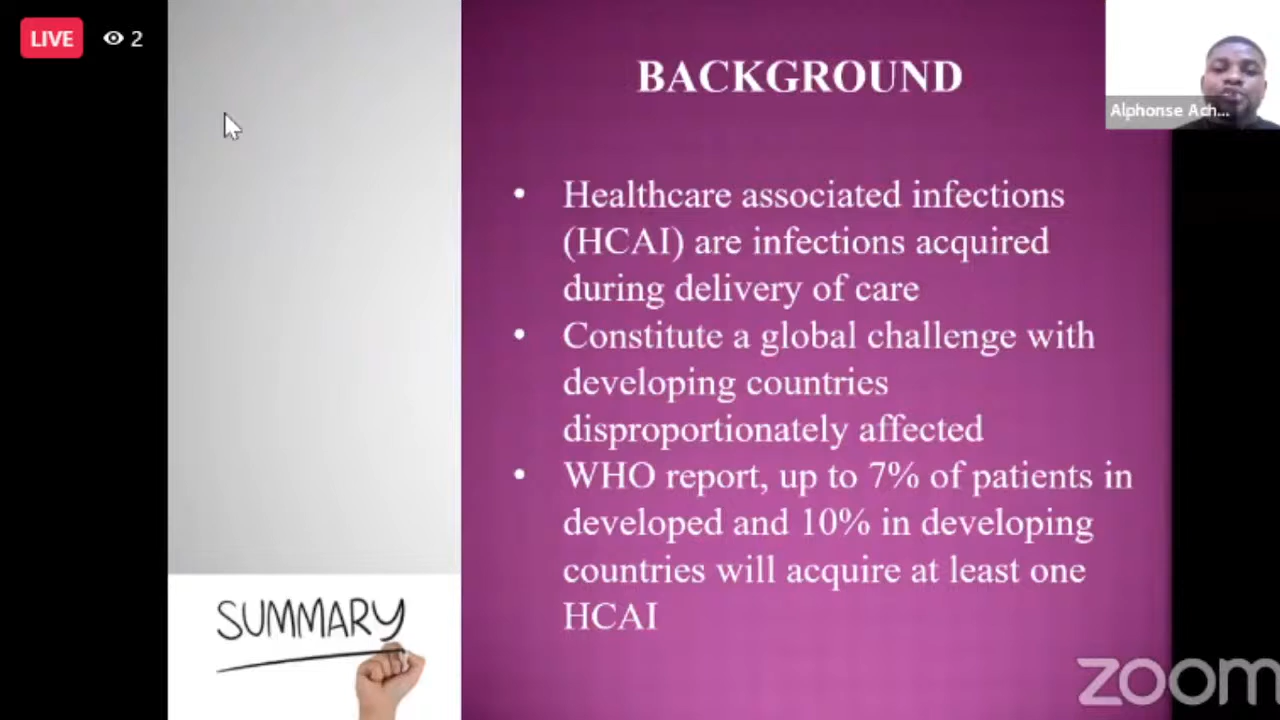 LIVE
2
BACKGROUND
Alphonse Ach...
• Healthcare associated infections
(HCAI) are infections acquired
during delivery of care
• Constitute a global challenge with
developing countries
disproportionately affected
• WHO report, up to 7% of patients in
developed and 10% in developing
countries will acquire at least one
HCAI
SUMMARY
zoom